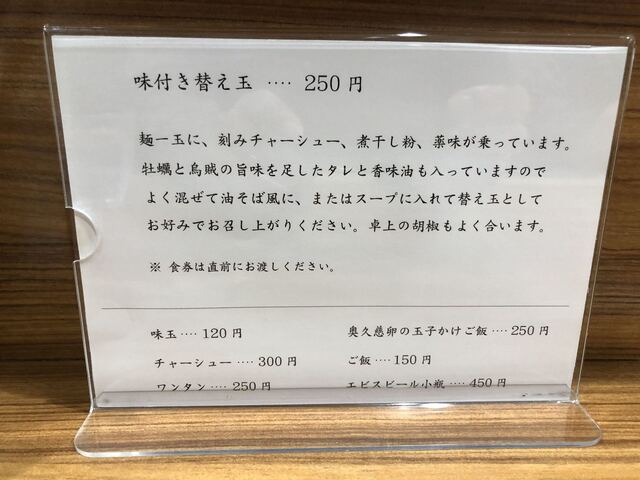 味付き替え玉 ‥‥ 250 円
麺一玉に、刻みチャーシュー、煮干し粉、薬味が乗っています。
牡蠣と烏賊の旨味を足したタレと香味油も入っていますので
よく混ぜて油そば風に、またはスープに入れて替え玉として
お好みでお召し上がりください。卓上の胡椒もよく合います。
※ 食券は直前にお渡しください。
味玉 ‥‥ 120 円
奥久慈卵の玉子かけご飯 ‥‥ 250 円
チャーシュー ‥‥ 300 円
ご飯 ‥‥ 150 円
ワンタン ‥‥ 250 円
エビスビール小瓶 ‥‥ 450 円